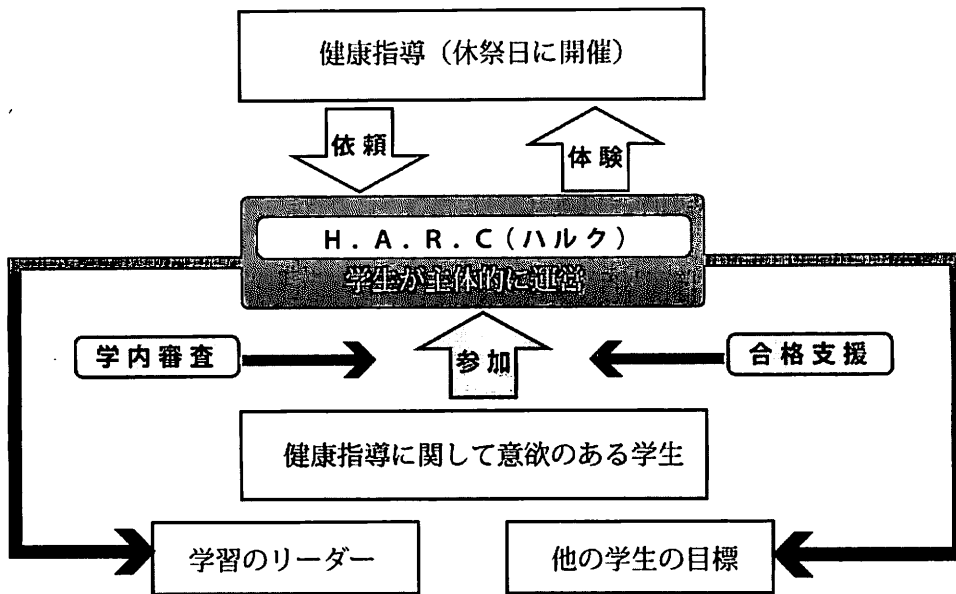 健康指導（休祭日に開催）
依頼
体験
H．A．R．C（ハルク）
学生が主体的に運営
学内審査
参加
合格支援
健康指導に関して意欲のある学生
学習のリーダー
他の学生の目標